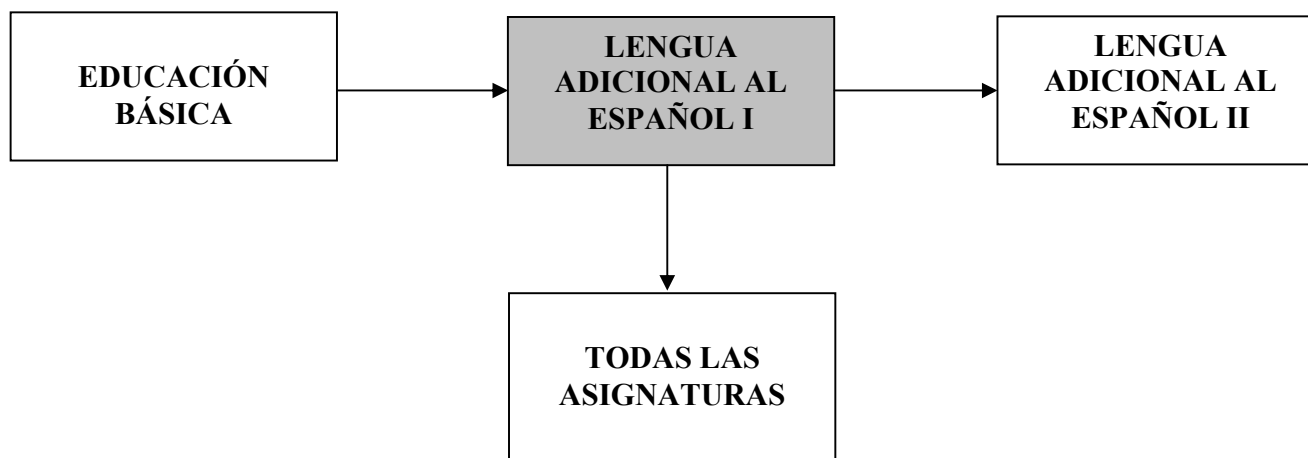 EDUCACIÓN
BÁSICA
LENGUA
ADICIONAL AL
ESPAÑOL I
LENGUA
ADICIONAL AL
ESPAÑOL II
TODAS LAS
ASIGNATURAS